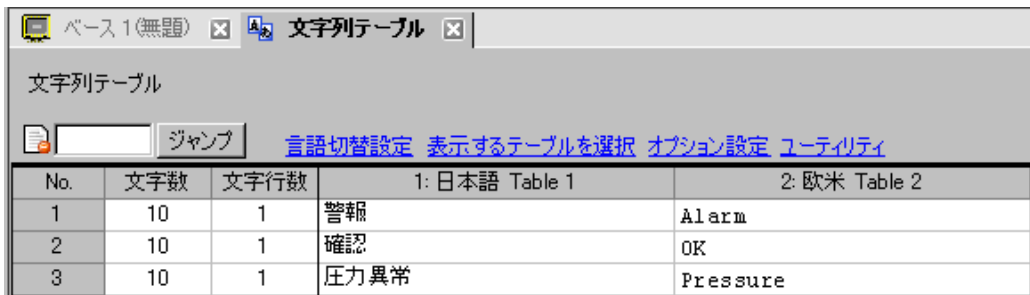 ベース 1(無題) 文字列テーブル
文字列テーブル
ジャンプ 言語切替設定 表示するテーブルを選択 オプション設定 ユーティリティ
No. 文字数 文字行数 1: 日本語 Table 1 2: 欧米 Table 2
1 10 1 警報 Alarm
2 10 1 確認 OK
3 10 1 圧力異常 Pressure